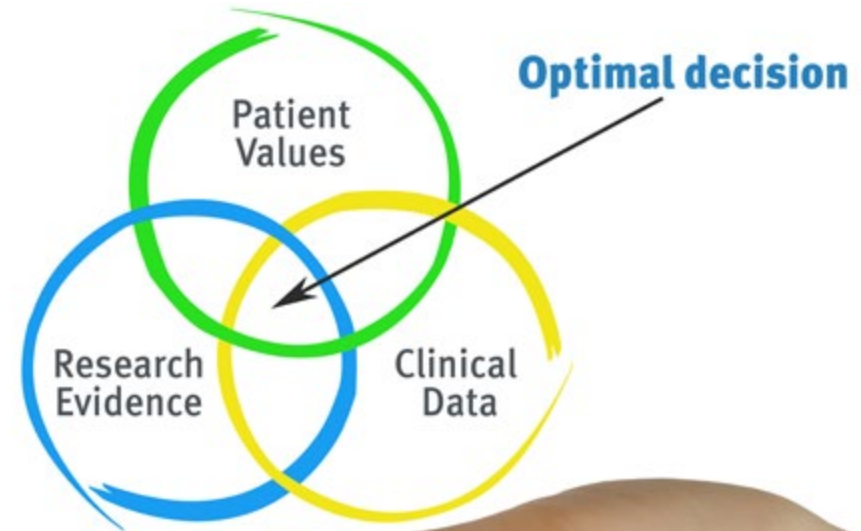 Optimal decision
Patient
Values
Research
Evidence
Clinical
Data